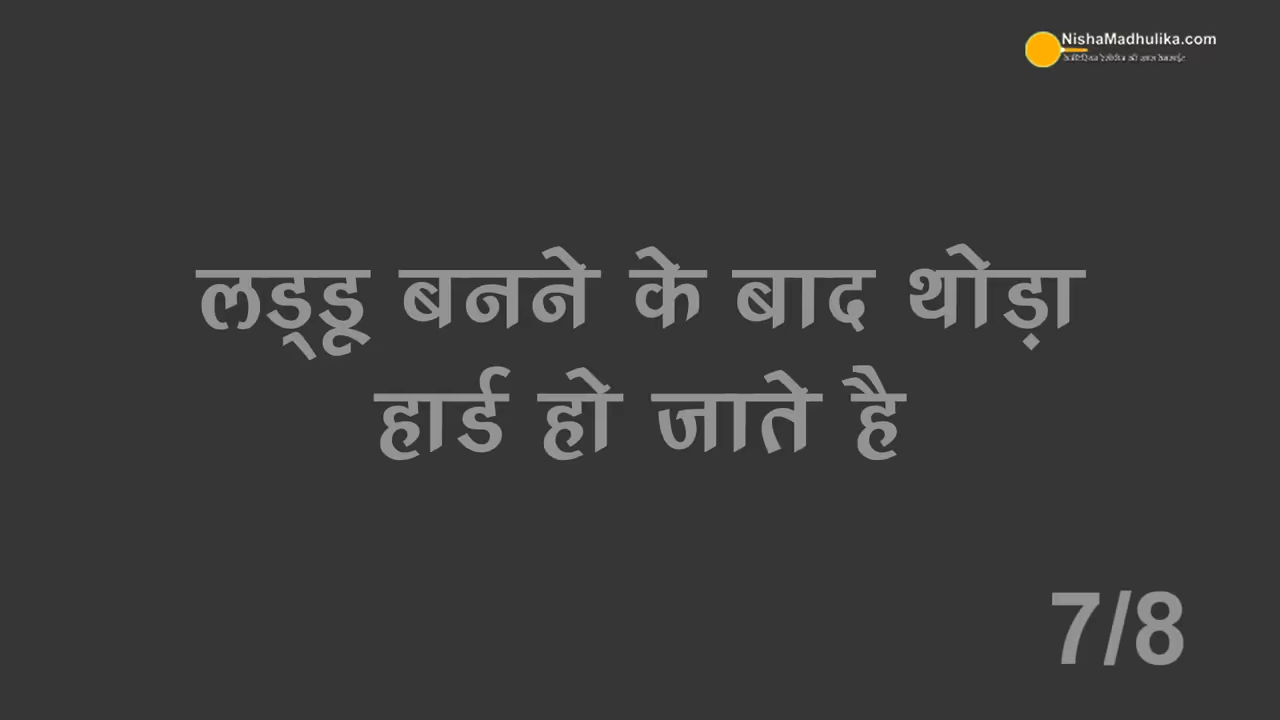 NishaMadhulika.com
लड्डू बनने के बाद थोड़ा
हार्ड हो जाते है
7/8